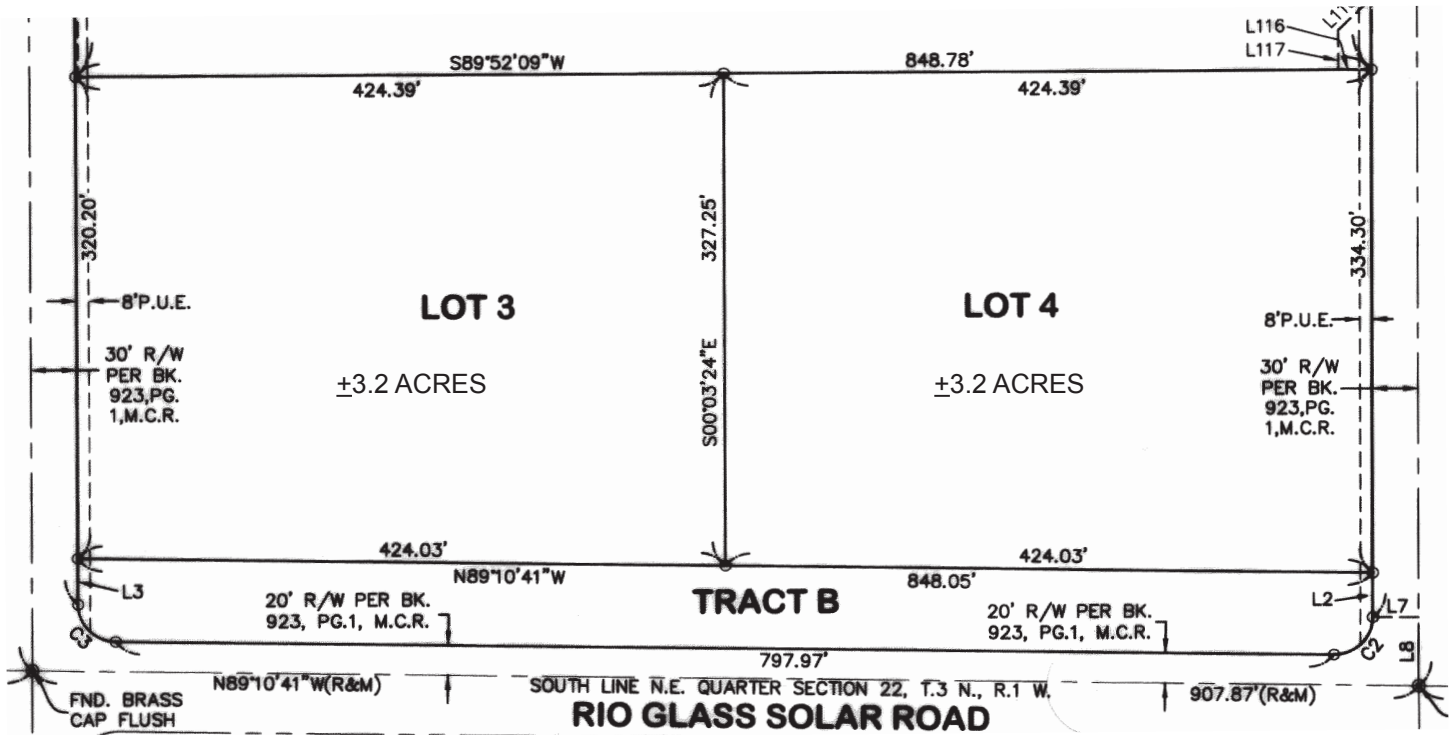 L116
L117
S89°52'09"W
848.78'
424.39'
424.39'
320.20'
327.25'
334.30'
LOT 3
LOT 4
8'P.U.E.
8'P.U.E.
30' R/W
PER BK.
923,PG.
1,M.C.R.
±3.2 ACRES
S00°03'24"E
±3.2 ACRES
30' R/W
PER BK.
923,PG.
1,M.C.R.
424.03'
424.03'
N89°10'41"W
848.05'
L3
TRACT B
L2
L7
20' R/W PER BK.
923, PG.1, M.C.R.
20' R/W PER BK.
923, PG.1, M.C.R.
C3
C2
L8
797.97'
N89°10'41"W(R&M)
SOUTH LINE N.E. QUARTER SECTION 22, T.3 N., R.1 W.
907.87'(R&M)
FND. BRASS
CAP FLUSH
RIO GLASS SOLAR ROAD